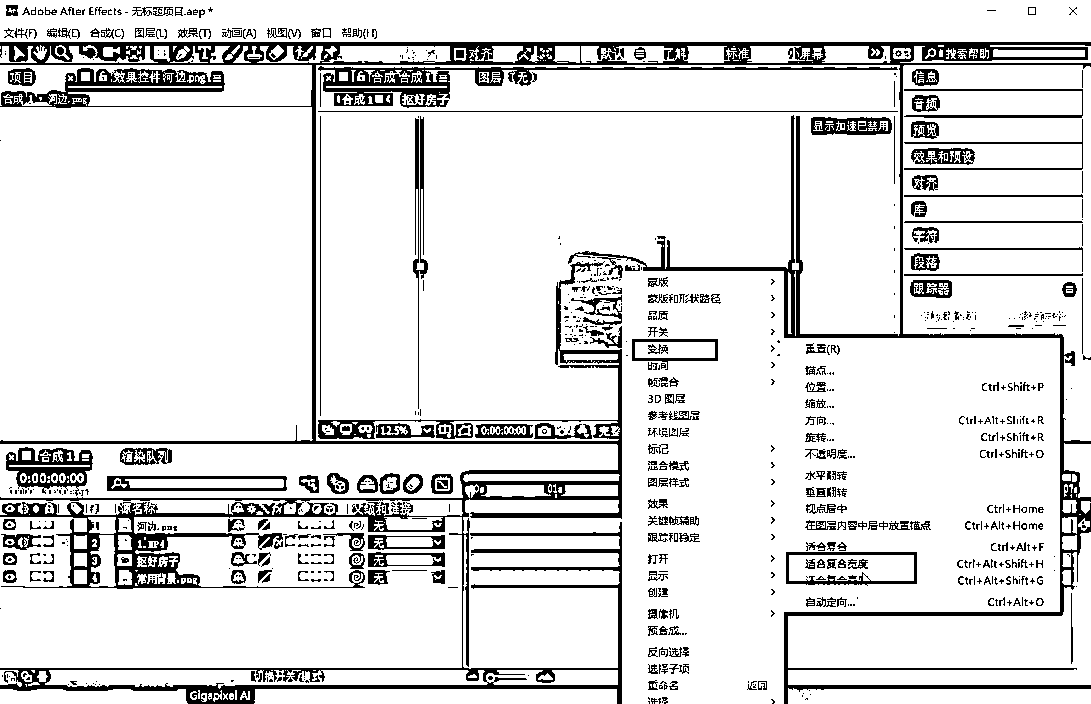 Adobe After Effects - 无标题项目.aep *
文件(F) 编辑(E) 合成(C) 图层(L) 效果(T) 动画(A) 视图(V) 窗口 帮助(H)
对齐 默认 了解 标准 小屏幕 搜索帮助
项目 效果控件 河边.png
合成 1 • 河边.png
合成 合成 1 图层 (无)
合成 1 抠好房子
显示加速已禁用
信息
音频
预览
效果和预设
对齐
库
字符
段落
跟踪器
蒙版
蒙版和形状路径
品质
开关
变换
时间
帧混合
3D 图层
参考线图层
环境图层
标记
混合模式
图层样式
效果
关键帧辅助
跟踪和稳定
打开
显示
创建
摄像机
预合成...
反向选择
选择子项
重命名 返回
选择
重置(R)
锚点...
位置... Ctrl+Shift+P
缩放...
方向... Ctrl+Alt+Shift+R
旋转... Ctrl+Shift+R
不透明度... Ctrl+Shift+O
水平翻转
垂直翻转
视点居中 Ctrl+Home
在图层内容中居中放置锚点 Ctrl+Alt+Home
适合复合 Ctrl+Alt+F
适合复合宽度 Ctrl+Alt+Shift+H
适合复合高度 Ctrl+Alt+Shift+G
自动定向... Ctrl+Alt+O
12.5% 0:00:00:00
合成 1 渲染队列
0:00:00:00
# 源名称 父级和链接
1 河边.png 无
2 1.mp4 无
3 抠好房子 无
4 常用背景.png 无
切换开关/模式
Gigapixel AI